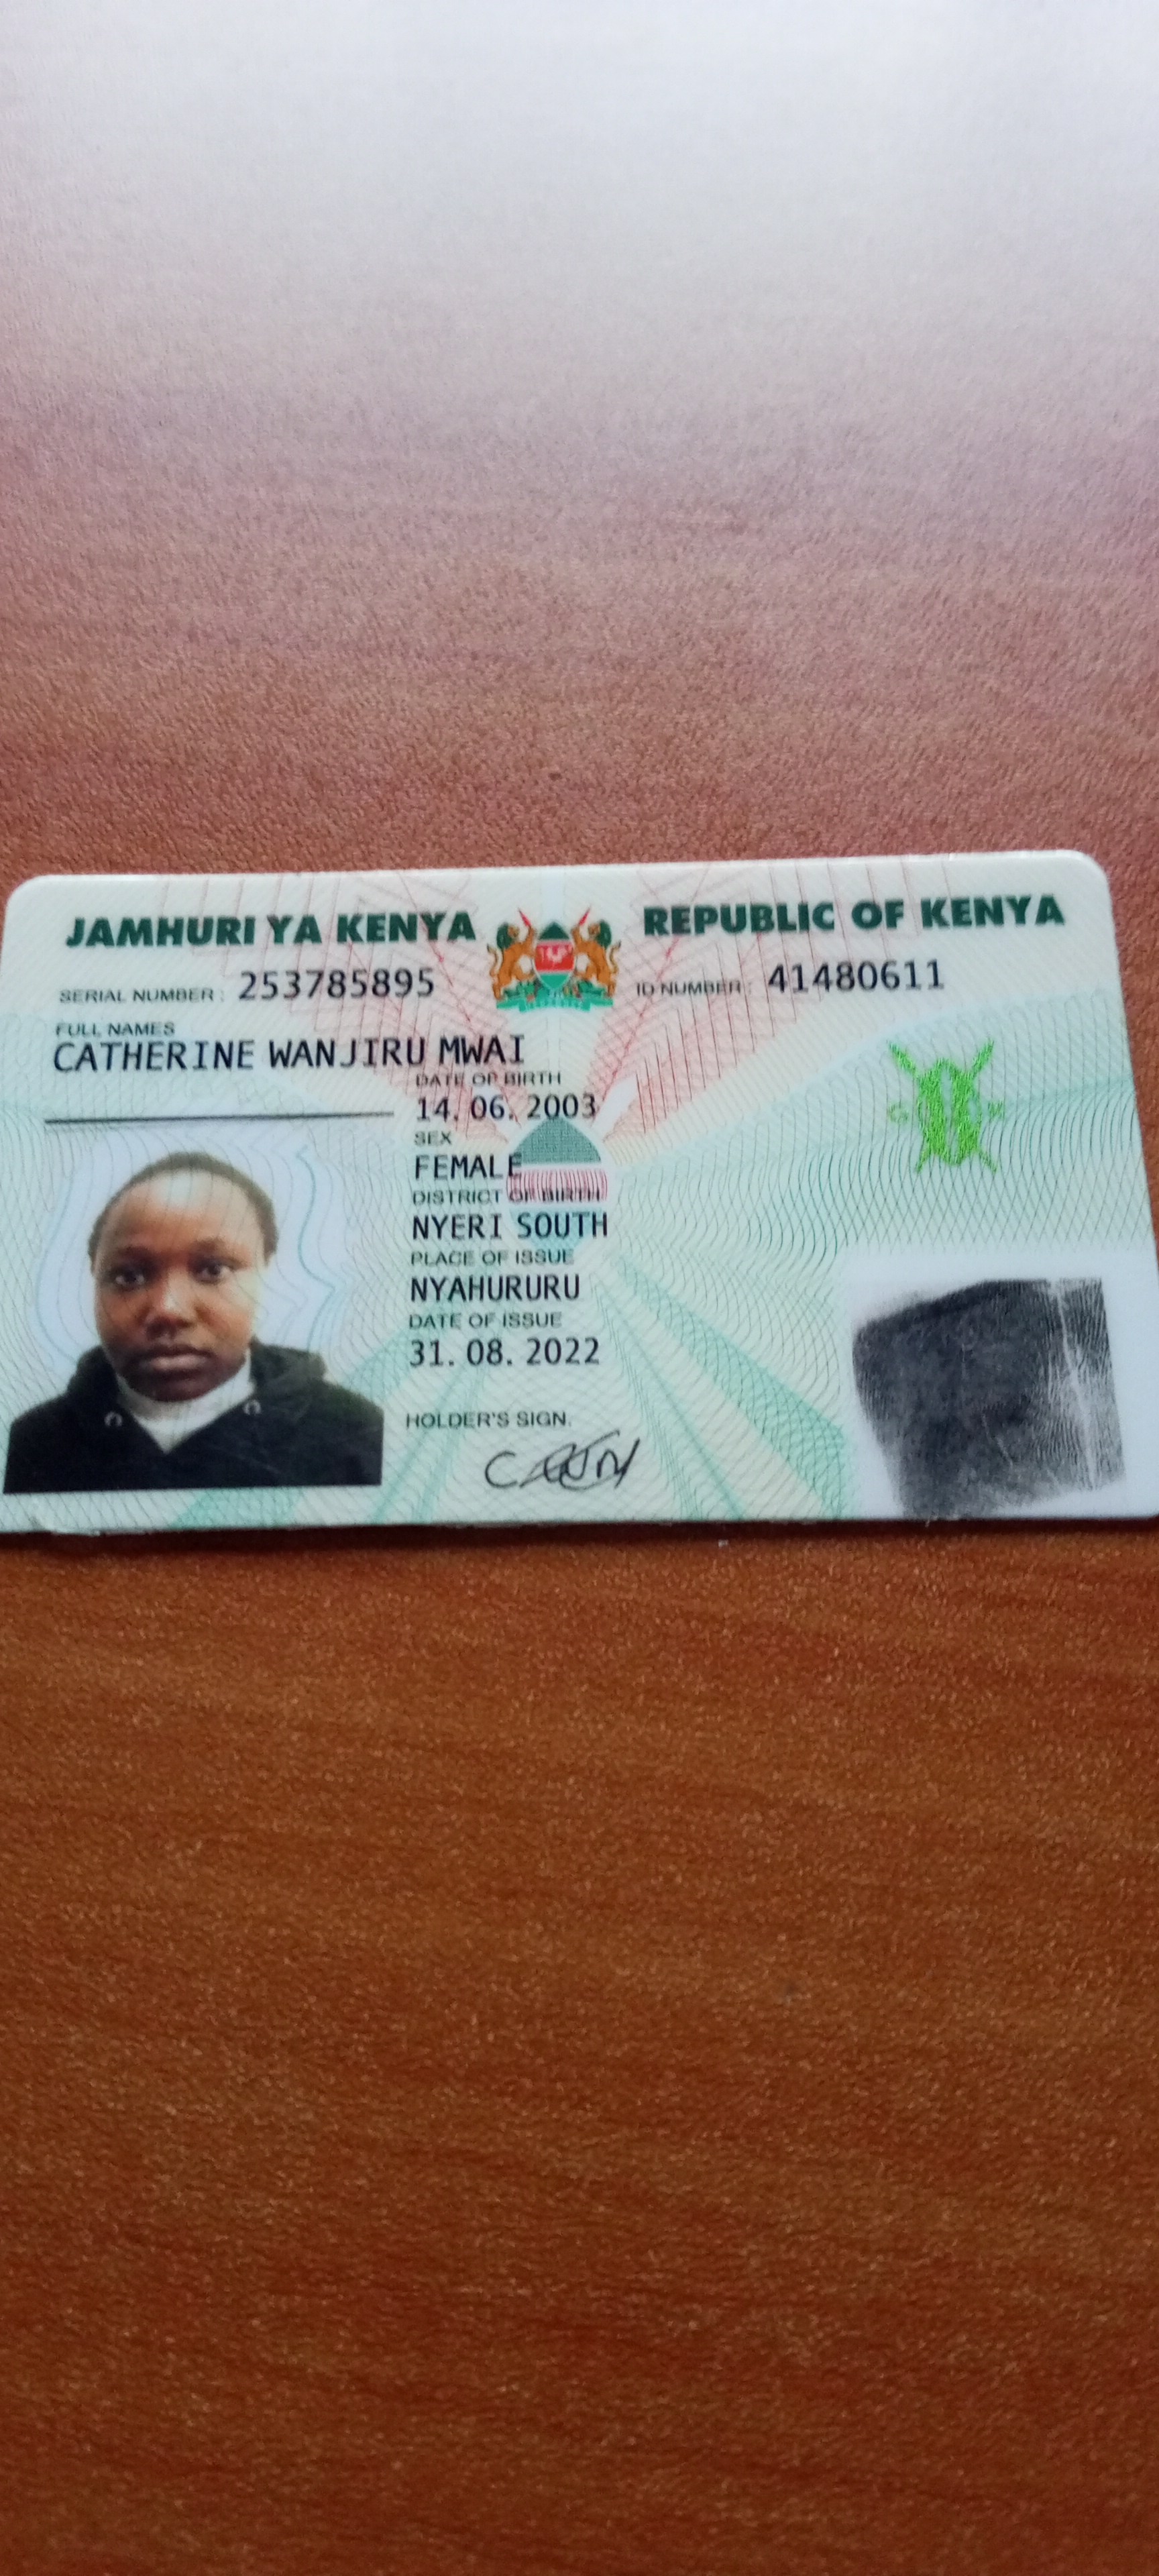 JAMHURI YA KENYA REPUBLIC OF KENYA
SERIAL NUMBER: 253785895 ID NUMBER: 41480611
FULL NAMES
CATHERINE WANJIRU MWAI
DATE OF BIRTH
14. 06. 2003
SEX
FEMALE
DISTRICT OF BIRTH
NYERI SOUTH
PLACE OF ISSUE
NYAHURURU
DATE OF ISSUE
31. 08. 2022
HOLDER'S SIGN.